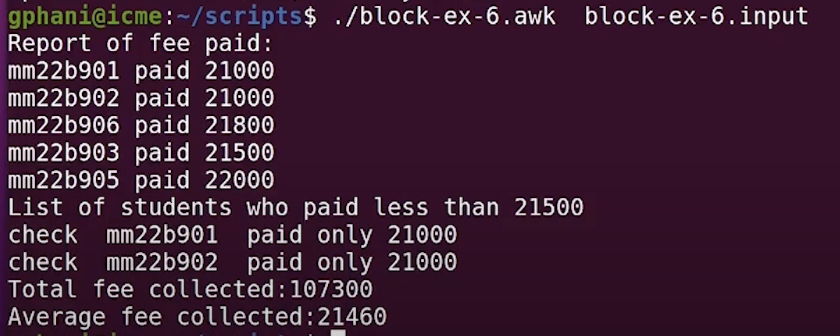 gphani@icme:~/scripts$ ./block-ex-6.awk  block-ex-6.input
Report of fee paid:
mm22b901 paid 21000
mm22b902 paid 21000
mm22b906 paid 21800
mm22b903 paid 21500
mm22b905 paid 22000
List of students who paid less than 21500
check  mm22b901  paid only 21000
check  mm22b902  paid only 21000
Total fee collected:107300
Average fee collected:21460